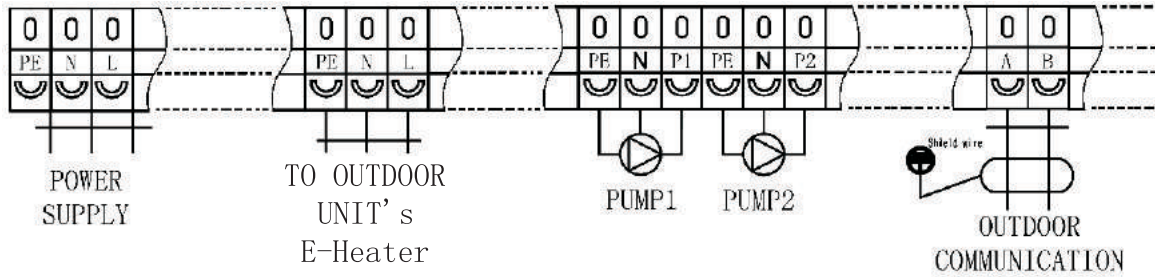 0 0 0 0 0 0 0 0 0 0 0 0 0 0
PE N L PE N L PE N P1 PE N P2 A B
Shield wire
POWER
SUPPLY
TO OUTDOOR
UNIT's
E-Heater
PUMP1
PUMP2
OUTDOOR
COMMUNICATION